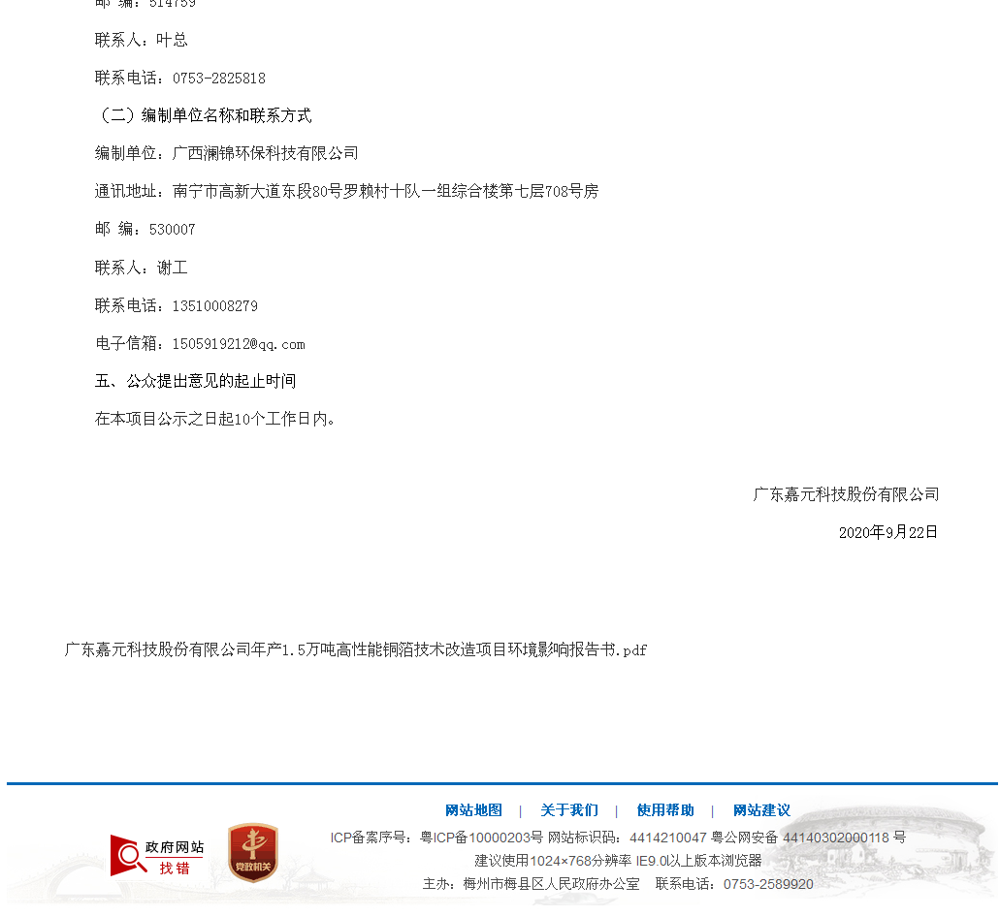 邮 编：514759
联系人：叶总
联系电话：0753-2825818
（二）编制单位名称和联系方式
编制单位：广西澜锦环保科技有限公司
通讯地址：南宁市高新大道东段80号罗赖村十队一组综合楼第七层708号房
邮 编：530007
联系人：谢工
联系电话：13510008279
电子信箱：1505919212@qq.com
五、公众提出意见的起止时间
在本项目公示之日起10个工作日内。
广东嘉元科技股份有限公司
2020年9月22日
广东嘉元科技股份有限公司年产1.5万吨高性能铜箔技术改造项目环境影响报告书.pdf
网站地图 | 关于我们 | 使用帮助 | 网站建议
政府网站
找错
党政机关
ICP备案序号：粤ICP备10000203号 网站标识码：4414210047 粤公网安备 44140302000118 号
建议使用1024×768分辨率 IE9.0以上版本浏览器
主办：梅州市梅县区人民政府办公室 联系电话：0753-2589920